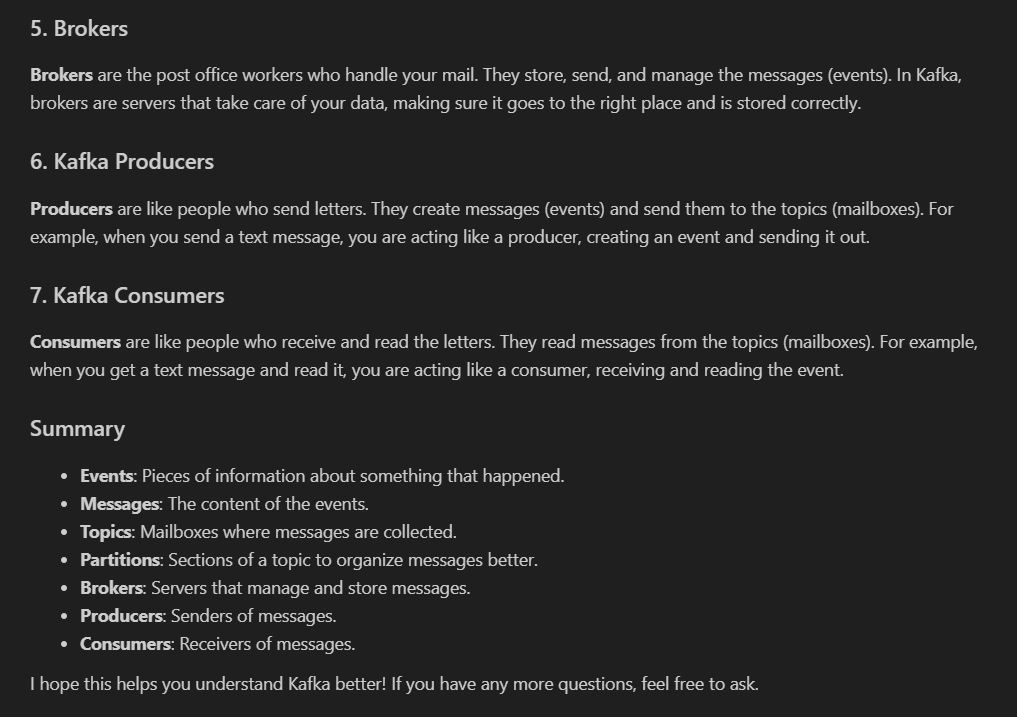 5. Brokers
Brokers are the post office workers who handle your mail. They store, send, and manage the messages (events). In Kafka,
brokers are servers that take care of your data, making sure it goes to the right place and is stored correctly.
6. Kafka Producers
Producers are like people who send letters. They create messages (events) and send them to the topics (mailboxes). For
example, when you send a text message, you are acting like a producer, creating an event and sending it out.
7. Kafka Consumers
Consumers are like people who receive and read the letters. They read messages from the topics (mailboxes). For example,
when you get a text message and read it, you are acting like a consumer, receiving and reading the event.
Summary
• Events: Pieces of information about something that happened.
• Messages: The content of the events.
• Topics: Mailboxes where messages are collected.
• Partitions: Sections of a topic to organize messages better.
• Brokers: Servers that manage and store messages.
• Producers: Senders of messages.
• Consumers: Receivers of messages.
I hope this helps you understand Kafka better! If you have any more questions, feel free to ask.